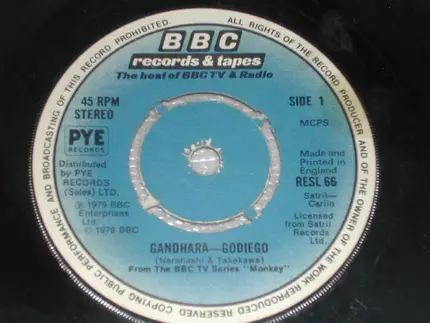 ALL RIGHTS OF THE RECORD PRODUCER AND OF THE OWNER OF THE WORK REPRODUCED RESERVED COPYING PUBLIC PERFORMANCE AND BROADCASTING OF THIS RECORD PROHIBITED.
BBC
records & tapes
The best of BBC TV & Radio
45 RPM
STEREO
SIDE 1
MCPS
PYE
RECORDS
Distributed
by PYE
RECORDS
(Sales) LTD.
Made and
Printed in
England
RESL 66
℗ 1979 BBC
Enterprises
Ltd
© 1979 BBC
Satril—
Carlin
Licensed
from Satril
Records
Ltd.
GANDHARA—GODIEGO
(Narahashi & Takekawa)
From The BBC TV Series "Monkey"